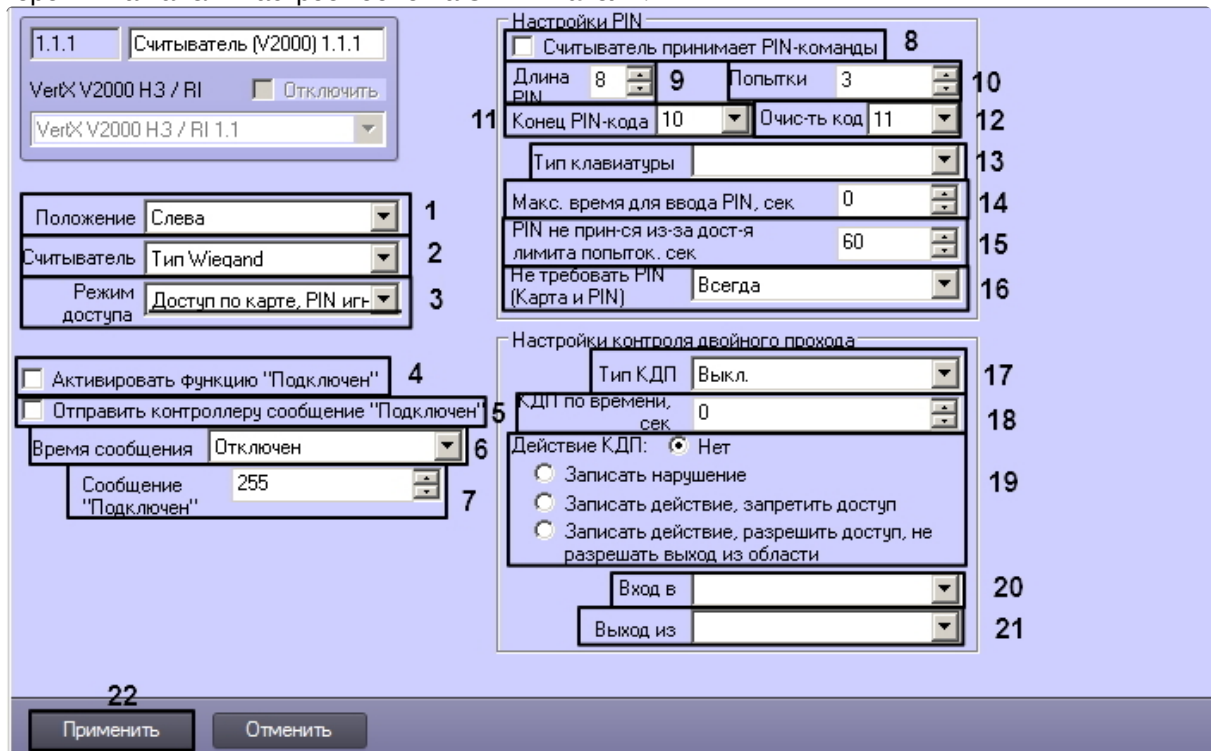 1.1.1 Считыватель (V2000) 1.1.1
VertX V2000 H3 / RI Отключить
VertX V2000 H3 / RI 1.1
Положение Слева 1
Считыватель Тип Wiegand 2
Режим доступа Доступ по карте, PIN игн 3
Активировать функцию "Подключен" 4
Отправить контроллеру сообщение "Подключен" 5
Время сообщения Отключен 6
Сообщение "Подключен" 255 7
Настройки PIN
Считыватель принимает PIN-команды 8
Длина PIN 8 9 Попытки 3 10
11 Конец PIN-кода 10 Очис-ть код 11 12
Тип клавиатуры 13
Макс. время для ввода PIN, сек 0 14
PIN не прин-ся из-за дост-я
лимита попыток. сек 60 15
Не требовать PIN
(Карта и PIN) Всегда 16
Настройки контроля двойного прохода
Тип КДП Выкл. 17
КДП по времени, сек 0 18
Действие КДП: Нет
Записать нарушение 19
Записать действие, запретить доступ
Записать действие, разрешить доступ, не
разрешать выход из области
Вход в 20
Выход из 21
22
Применить Отменить